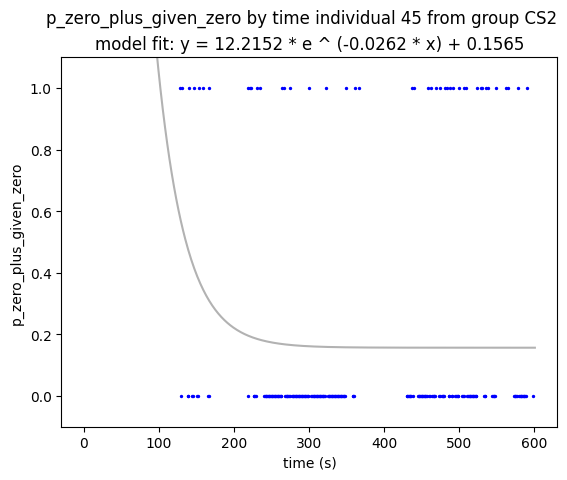 p_zero_plus_given_zero by time individual 45 from group CS2
model fit: y = 12.2152 * e ^ (-0.0262 * x) + 0.1565
1.0
0.8
0.6
0.4
0.2
0.0
p_zero_plus_given_zero
0 100 200 300 400 500 600
time (s)